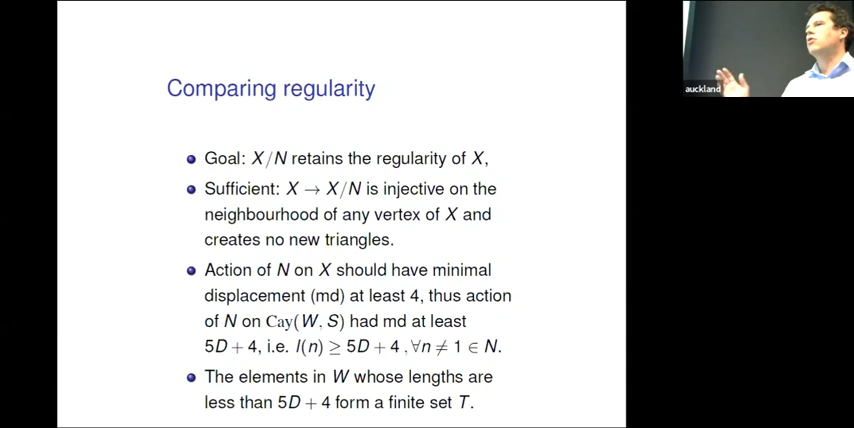 Comparing regularity
Goal: X/N retains the regularity of X,
Sufficient: X → X/N is injective on the
neighbourhood of any vertex of X and
creates no new triangles.
Action of N on X should have minimal
displacement (md) at least 4, thus action
of N on Cay(W, S) had md at least
5D + 4, i.e. l(n) ≥ 5D + 4 , ∀n ≠ 1 ∈ N.
The elements in W whose lengths are
less than 5D + 4 form a finite set T.
auckland